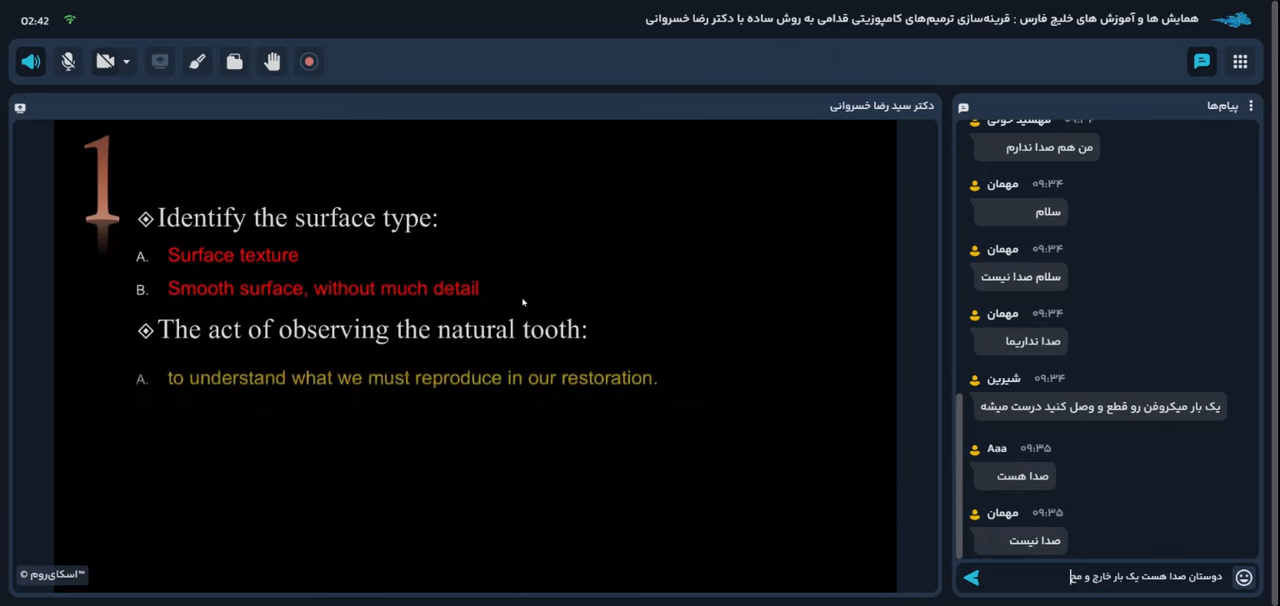 02:42
همایش ها و آموزش های خلیج فارس : قرینه‌سازی ترمیم‌های کامپوزیتی قدامی به روش ساده با دکتر رضا خسروانی
دکتر سید رضا خسروانی
1
Identify the surface type:
A. Surface texture
B. Smooth surface, without much detail
The act of observing the natural tooth:
A. to understand what we must reproduce in our restoration.
© اسکای‌روم™
پیام‌ها
۰۹:۳۴
من هم صدا ندارم
مهمان ۰۹:۳۴
سلام
مهمان ۰۹:۳۴
سلام صدا نیست
مهمان ۰۹:۳۴
صدا نداریما
شیرین ۰۹:۳۴
یک بار میکروفن رو قطع و وصل کنید درست میشه
Aaa ۰۹:۳۵
صدا هست
مهمان ۰۹:۳۵
صدا نیست
دوستان صدا هست یک بار خارج و مج